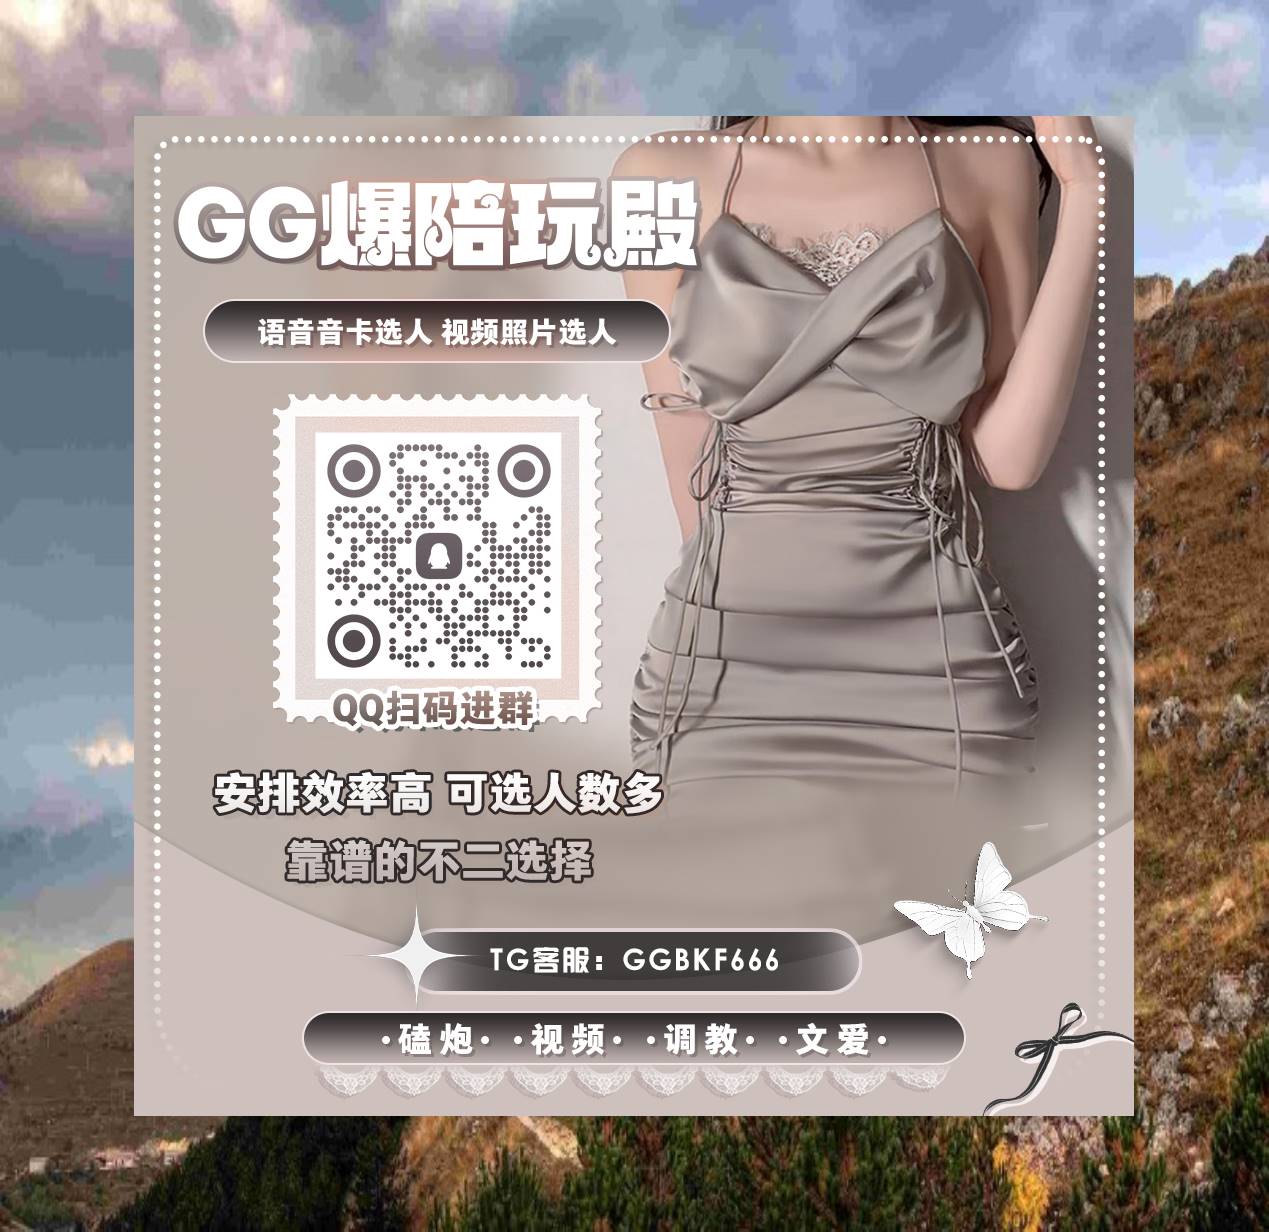 GG爆陪玩殿
语音音卡选人 视频照片选人
QQ扫码进群
安排效率高 可选人数多
靠谱的不二选择
TG客服：GGBKF666
·磕炮· ·视频· ·调教· ·文爱·